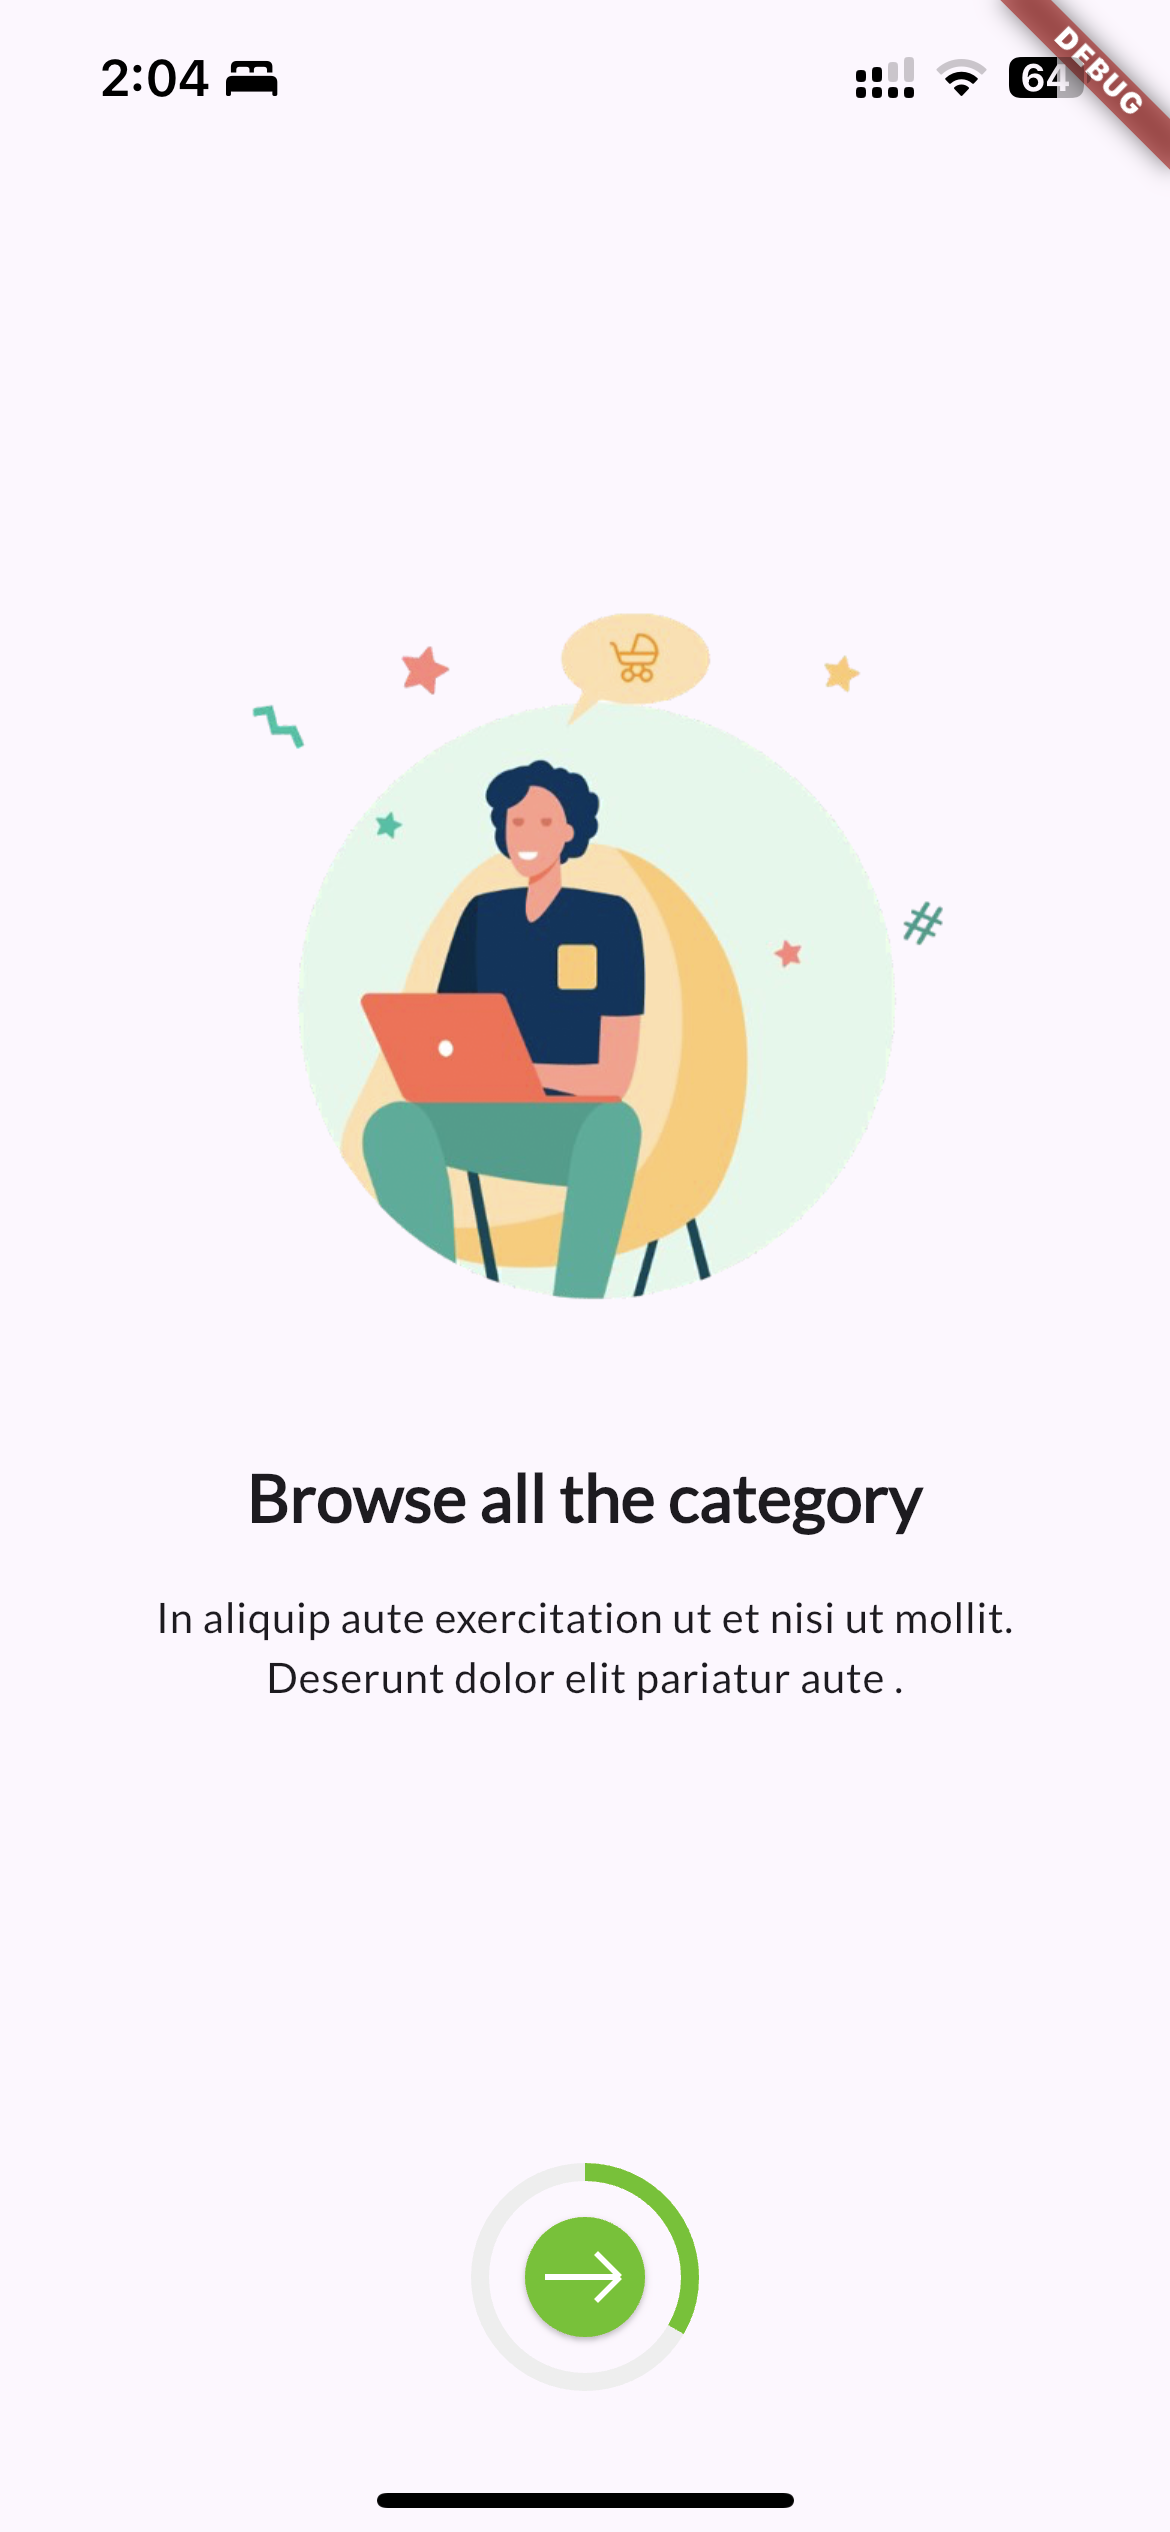 2:04
64
DEBUG
#
Browse all the category
In aliquip aute exercitation ut et nisi ut mollit.
Deserunt dolor elit pariatur aute .